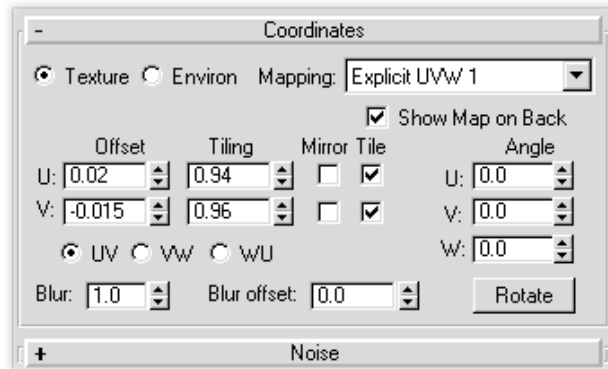 - Coordinates
Texture Environ Mapping: Explicit UVW 1
Show Map on Back
Offset Tiling Mirror Tile Angle
U: 0.02 0.94 U: 0.0
V: -0.015 0.96 V: 0.0
UV VW WU W: 0.0
Blur: 1.0 Blur offset: 0.0 Rotate
+ Noise